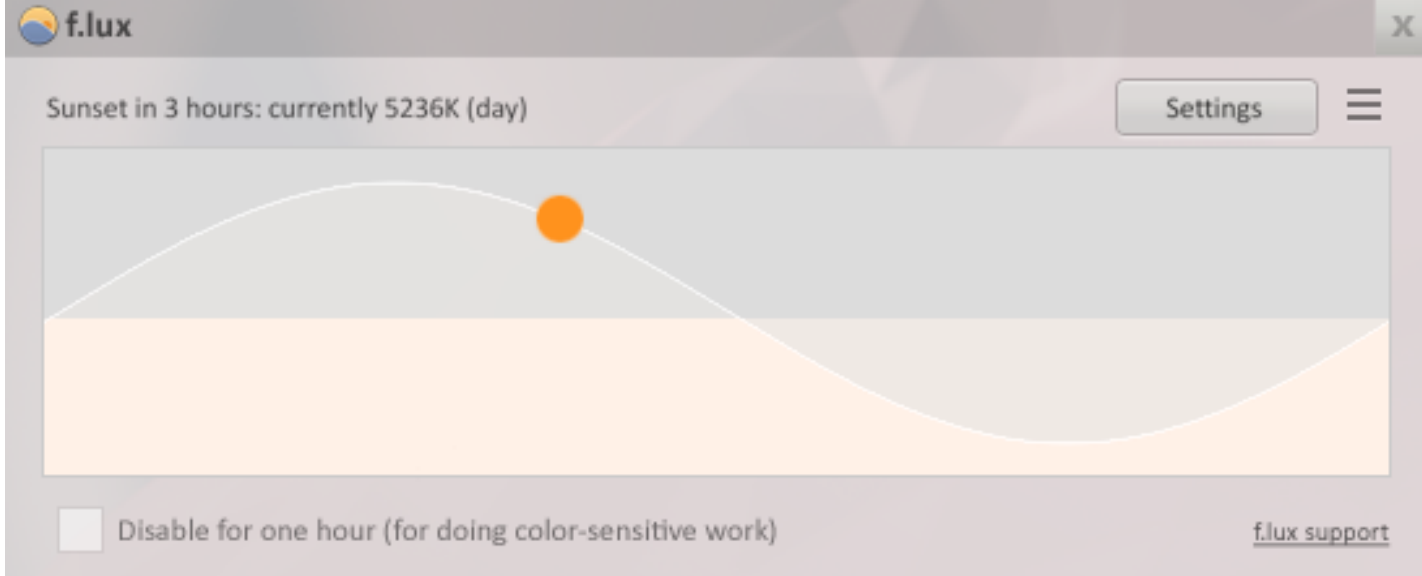 f.lux
x
Sunset in 3 hours: currently 5236K (day)
Settings
Disable for one hour (for doing color-sensitive work)
f.lux support